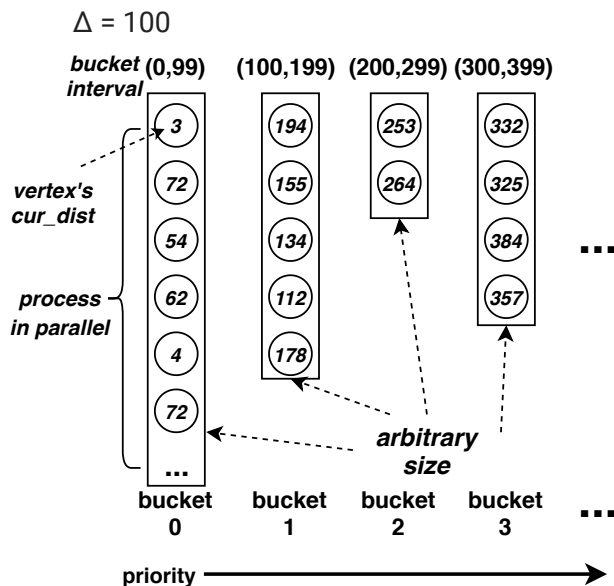 Δ = 100
bucket interval (0,99) (100,199) (200,299) (300,399)
3 194 253 332
vertex's cur_dist
72 155 264 325
54 134 384
process in parallel
62 112 357
4 178
72
...
...
arbitrary size
bucket 0 bucket 1 bucket 2 bucket 3 ...
priority